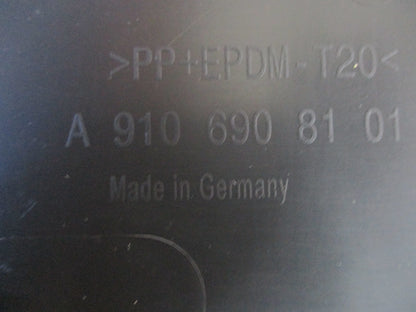 >PP+EPDM-T20<
A 910 690 81 01
Made in Germany